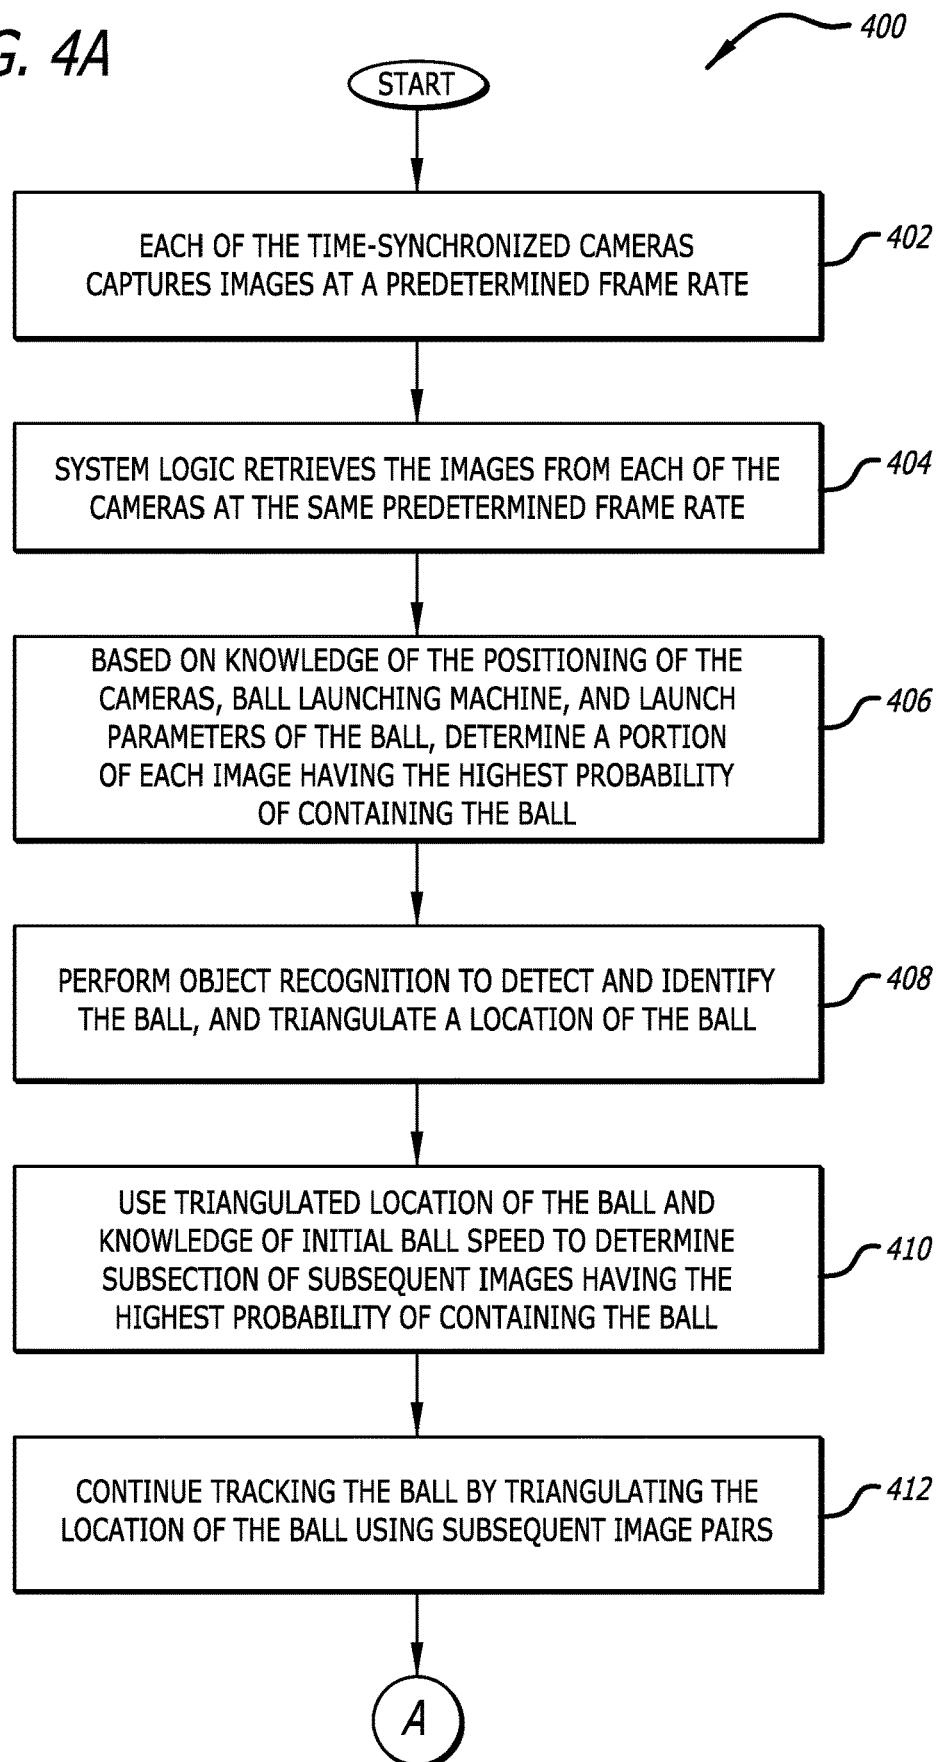 G. 4A
400
START
EACH OF THE TIME-SYNCHRONIZED CAMERAS
CAPTURES IMAGES AT A PREDETERMINED FRAME RATE
402
SYSTEM LOGIC RETRIEVES THE IMAGES FROM EACH OF THE
CAMERAS AT THE SAME PREDETERMINED FRAME RATE
404
BASED ON KNOWLEDGE OF THE POSITIONING OF THE
CAMERAS, BALL LAUNCHING MACHINE, AND LAUNCH
PARAMETERS OF THE BALL, DETERMINE A PORTION
OF EACH IMAGE HAVING THE HIGHEST PROBABILITY
OF CONTAINING THE BALL
406
PERFORM OBJECT RECOGNITION TO DETECT AND IDENTIFY
THE BALL, AND TRIANGULATE A LOCATION OF THE BALL
408
USE TRIANGULATED LOCATION OF THE BALL AND
KNOWLEDGE OF INITIAL BALL SPEED TO DETERMINE
SUBSECTION OF SUBSEQUENT IMAGES HAVING THE
HIGHEST PROBABILITY OF CONTAINING THE BALL
410
CONTINUE TRACKING THE BALL BY TRIANGULATING THE
LOCATION OF THE BALL USING SUBSEQUENT IMAGE PAIRS
412
A